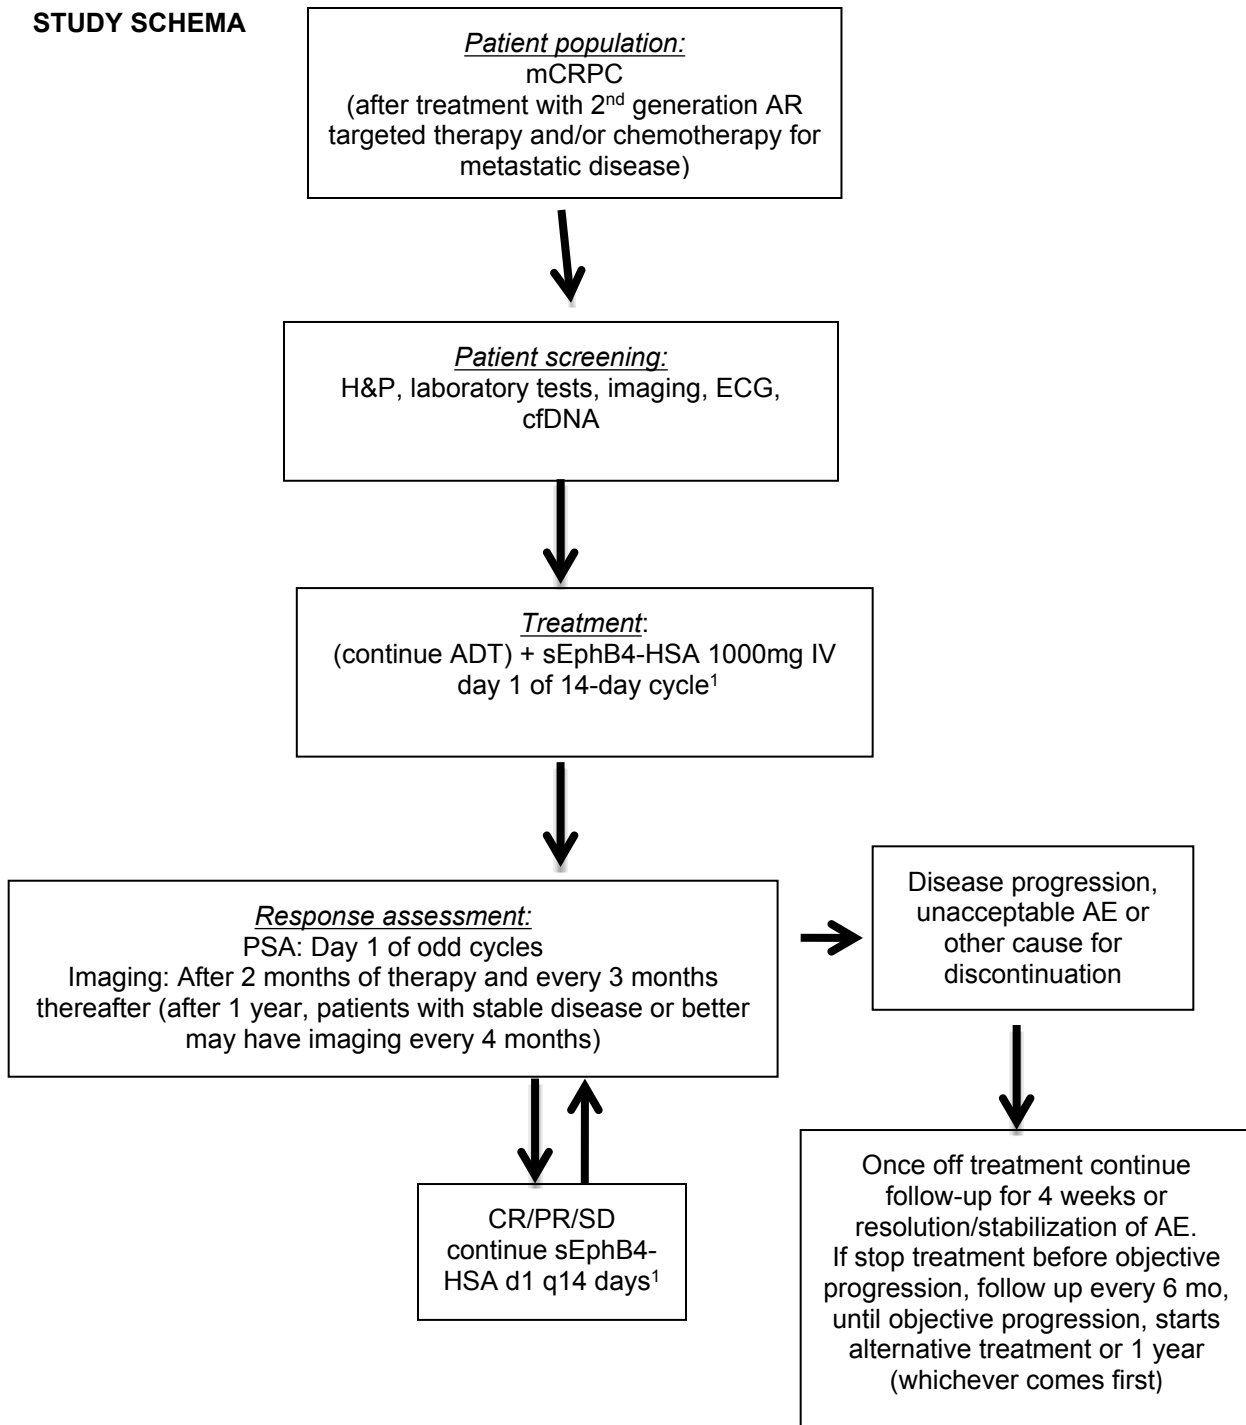 STUDY SCHEMA
Patient population:
mCRPC
(after treatment with 2nd generation AR
targeted therapy and/or chemotherapy for
metastatic disease)
Patient screening:
H&P, laboratory tests, imaging, ECG,
cfDNA
Treatment:
(continue ADT) + sEphB4-HSA 1000mg IV
day 1 of 14-day cycle1
Response assessment:
PSA: Day 1 of odd cycles
Imaging: After 2 months of therapy and every 3 months
thereafter (after 1 year, patients with stable disease or better
may have imaging every 4 months)
Disease progression,
unacceptable AE or
other cause for
discontinuation
CR/PR/SD
continue sEphB4-
HSA d1 q14 days1
Once off treatment continue
follow-up for 4 weeks or
resolution/stabilization of AE.
If stop treatment before objective
progression, follow up every 6 mo,
until objective progression, starts
alternative treatment or 1 year
(whichever comes first)